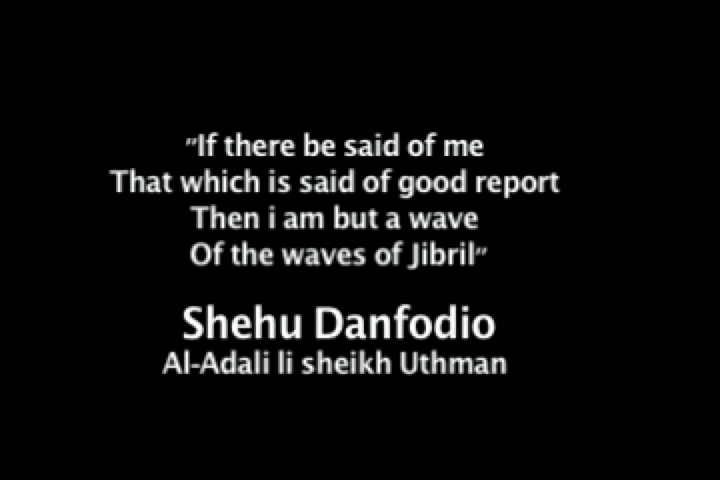 "If there be said of me
That which is said of good report
Then i am but a wave
Of the waves of Jibril"
Shehu Danfodio
Al-Adali li sheikh Uthman